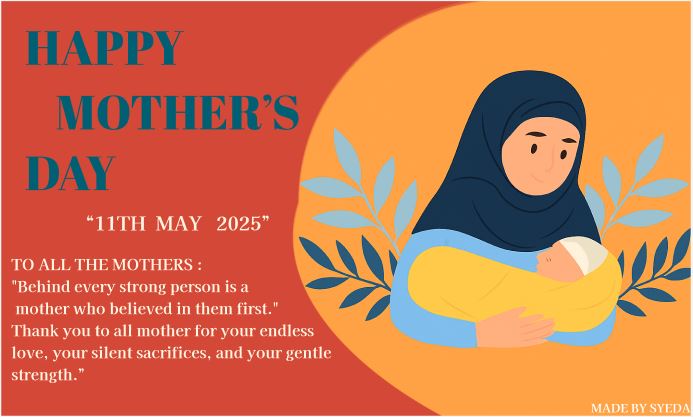 HAPPY
MOTHER’S
DAY
“11TH MAY 2025”
TO ALL THE MOTHERS :
"Behind every strong person is a
mother who believed in them first."
Thank you to all mother for your endless
love, your silent sacrifices, and your gentle
strength.”
MADE BY SYEDA